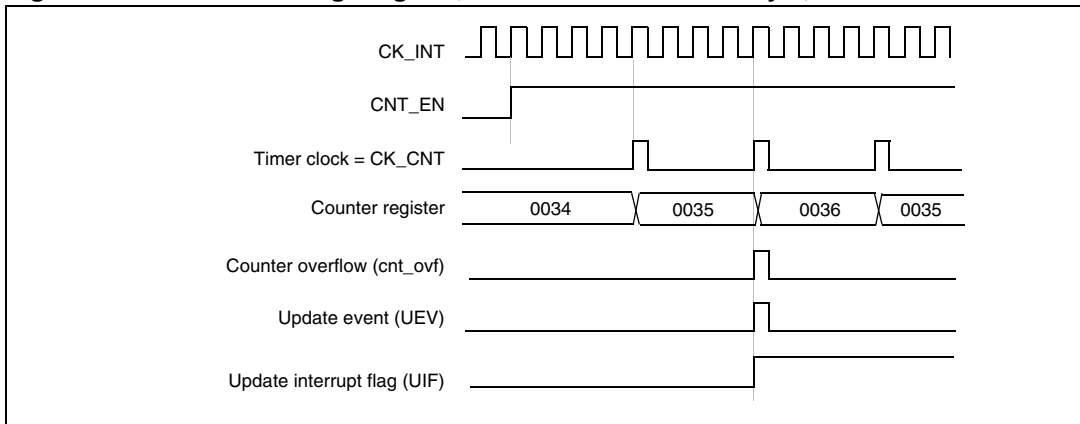 CK_INT
CNT_EN
Timer clock = CK_CNT
Counter register
0034 0035 0036 0035
Counter overflow (cnt_ovf)
Update event (UEV)
Update interrupt flag (UIF)